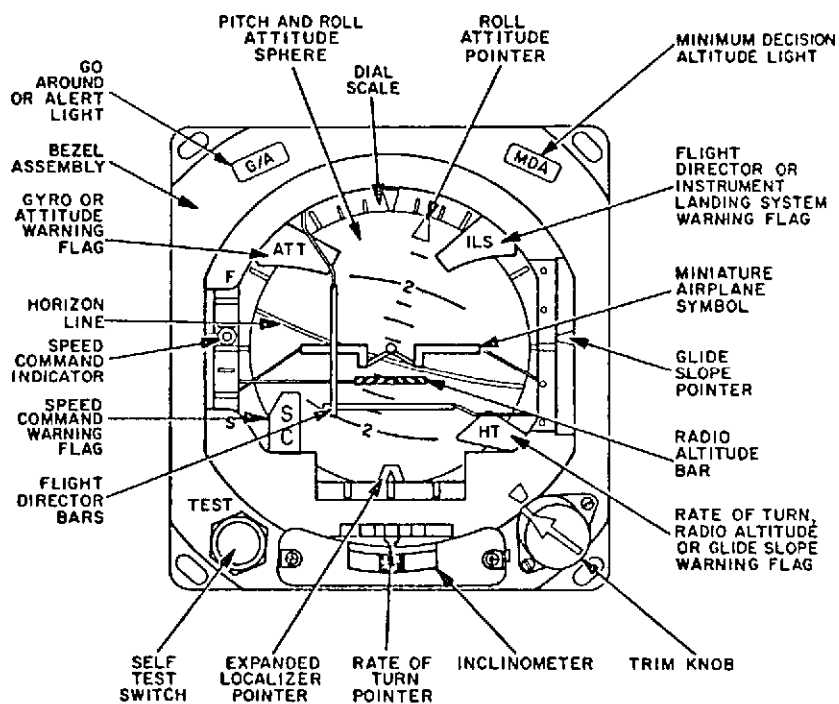 PITCH AND ROLL
ATTITUDE
SPHERE
ROLL
ATTITUDE
POINTER
MINIMUM DECISION
ALTITUDE LIGHT
GO
AROUND
OR ALERT
LIGHT
DIAL
SCALE
BEZEL
ASSEMBLY
G/A
MDA
FLIGHT
DIRECTOR OR
INSTRUMENT
LANDING SYSTEM
WARNING FLAG
GYRO OR
ATTITUDE
WARNING
FLAG
ATT
ILS
F
2
MINIATURE
AIRPLANE
SYMBOL
HORIZON
LINE
SPEED
COMMAND
INDICATOR
GLIDE
SLOPE
POINTER
SPEED
COMMAND
WARNING
FLAG
S
S
C
2
HT
RADIO
ALTITUDE
BAR
FLIGHT
DIRECTOR
BARS
TEST
RATE OF TURN,
RADIO ALTITUDE
OR GLIDE SLOPE
WARNING FLAG
SELF
TEST
SWITCH
EXPANDED
LOCALIZER
POINTER
RATE OF
TURN
POINTER
INCLINOMETER
TRIM KNOB